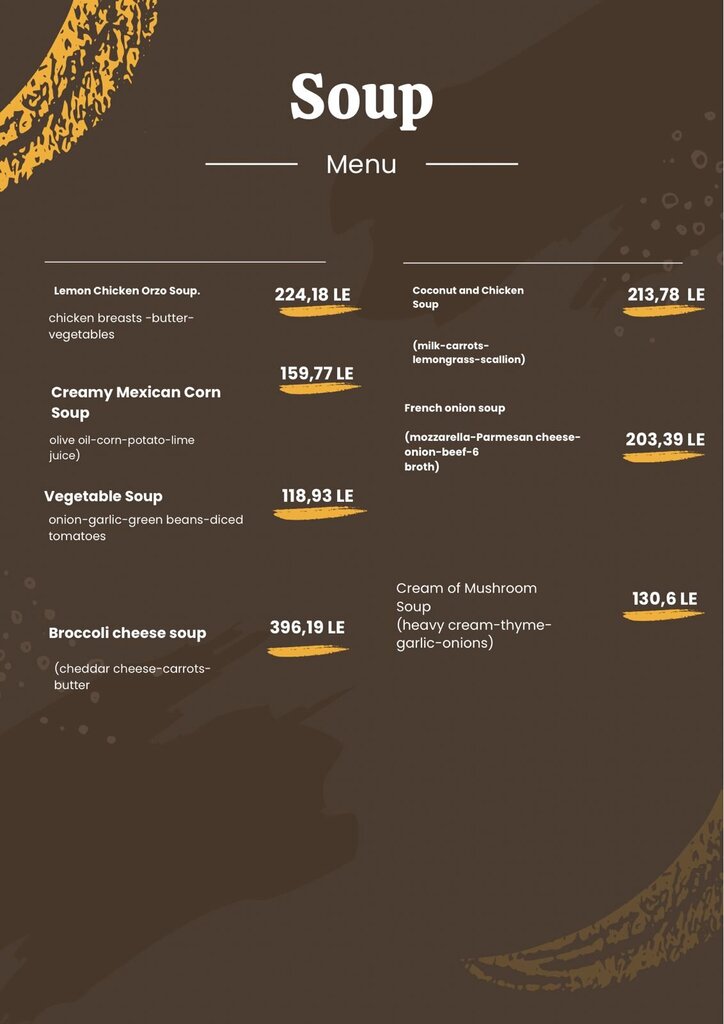 Soup
Menu
Lemon Chicken Orzo Soup.
224,18 LE
chicken breasts -butter-
vegetables
159,77 LE
Creamy Mexican Corn
Soup
olive oil-corn-potato-lime
juice)
Vegetable Soup
118,93 LE
onion-garlic-green beans-diced
tomatoes
Broccoli cheese soup
396,19 LE
(cheddar cheese-carrots-
butter
Coconut and Chicken
Soup
213,78 LE
(milk-carrots-
lemongrass-scallion)
French onion soup
(mozzarella-Parmesan cheese-
onion-beef-6
broth)
203,39 LE
Cream of Mushroom
Soup
130,6 LE
(heavy cream-thyme-
garlic-onions)